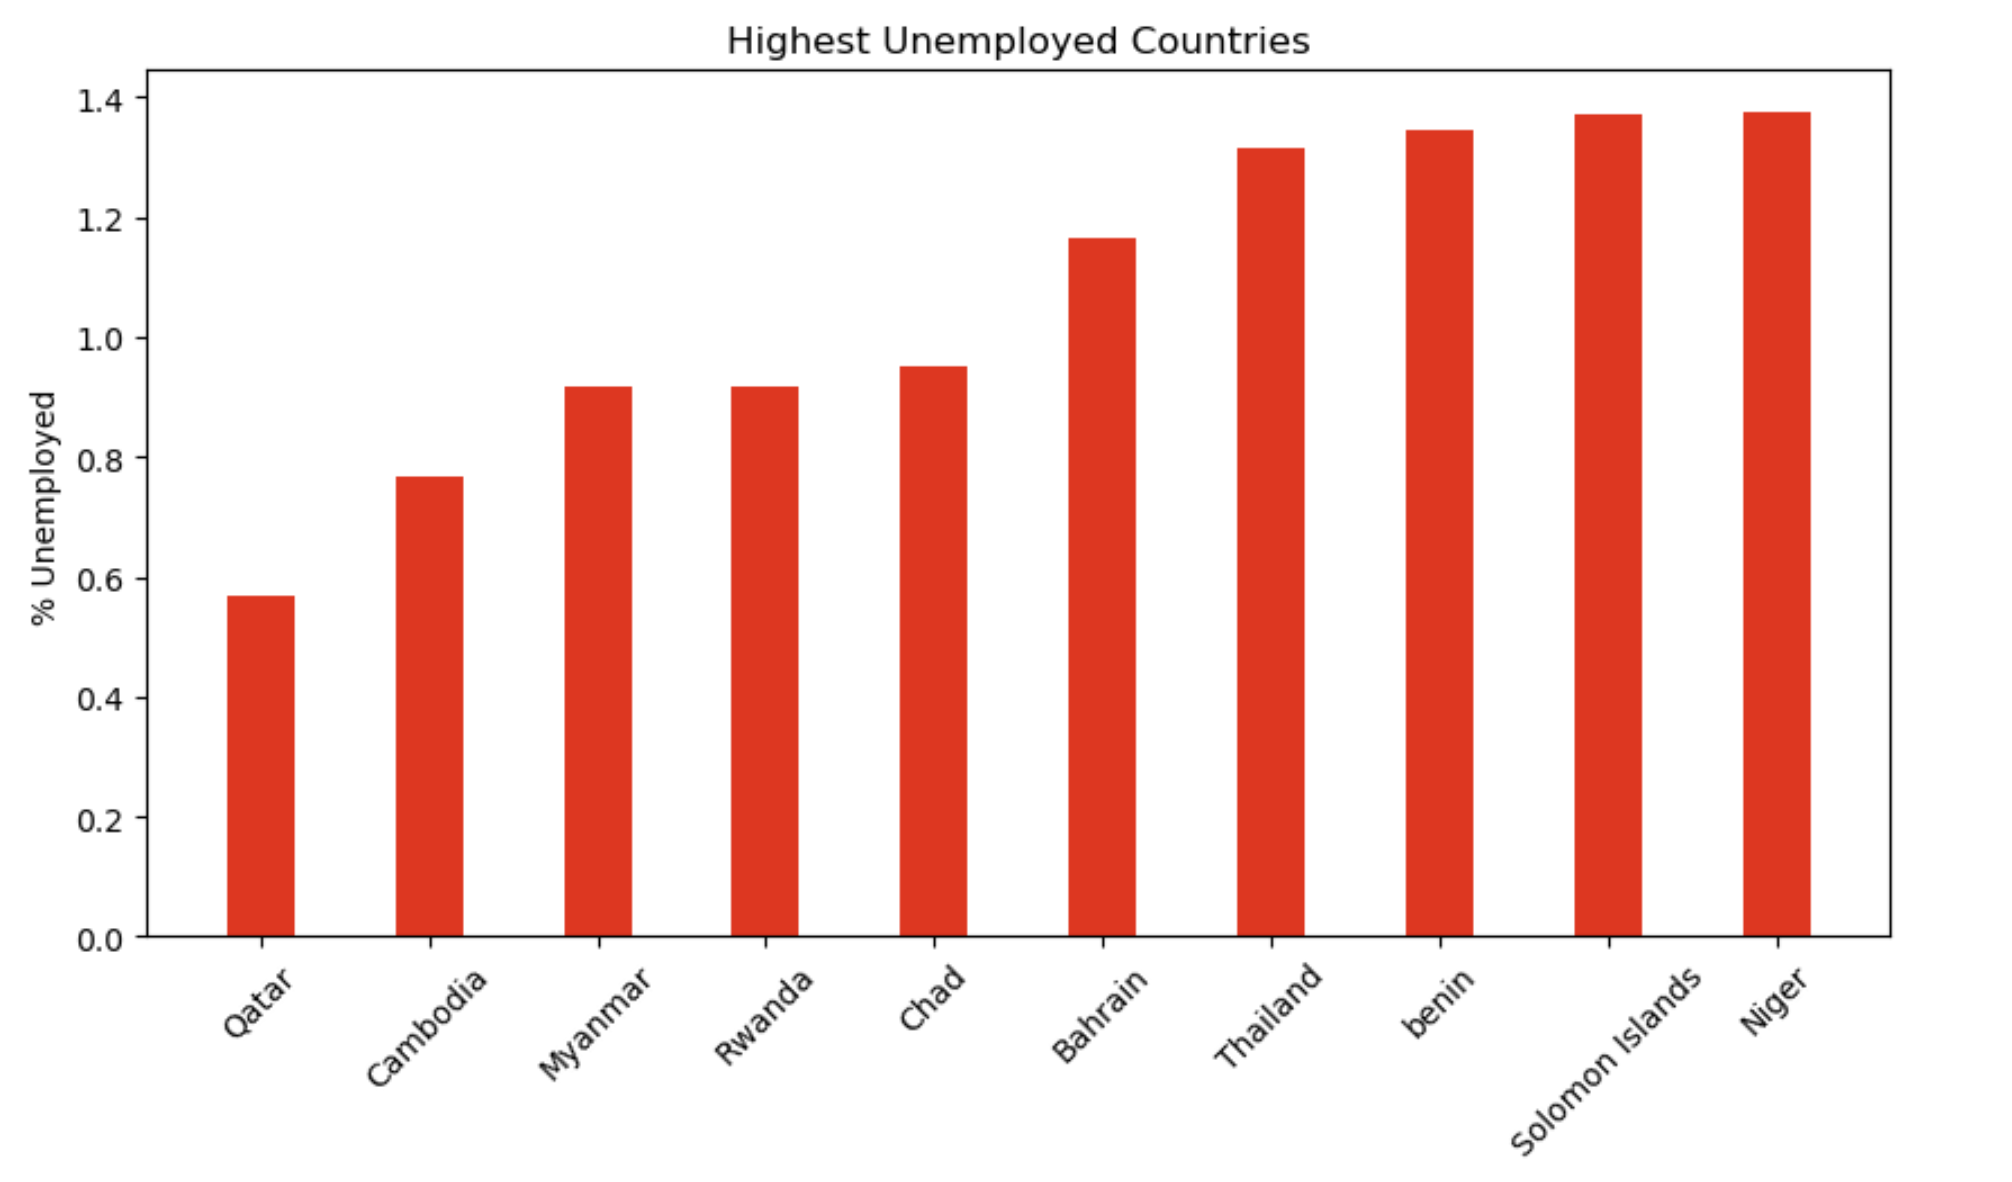 Highest Unemployed Countries
% Unemployed
1.4
1.2
1.0
0.8
0.6
0.4
0.2
0.0
Qatar
Cambodia
Myanmar
Rwanda
Chad
Bahrain
Thailand
benin
Solomon Islands
Niger